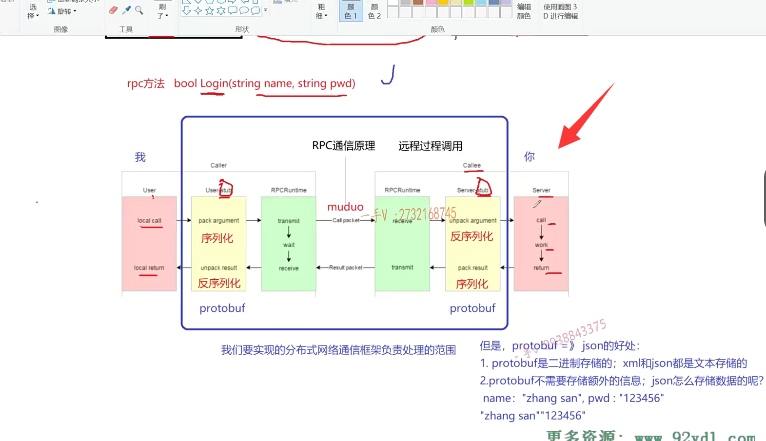 选
择
旋转
刷
子
图像
工具
形状
粗
细
颜
色 1
颜
色 2
编辑
颜色
颜色
使用画图 3
D 进行编辑
rpc方法 bool Login(string name, string pwd)
RPC通信原理 远程过程调用
我
你
Caller
Callee
User
User-stub
RPCRuntime
RPCRuntime
Server-stub
Server
muduo
一手V :2732168745
local call
pack argument
transmit
Call packet
receive
unpack argument
call
序列化
反序列化
wait
work
local return
unpack result
receive
Result packet
transmit
pack result
return
反序列化
序列化
protobuf
protobuf
我们要实现的分布式网络通信框架负责处理的范围
但是，protobuf =》 json的好处：
1. protobuf是二进制存储的；xml和json都是文本存储的
2.protobuf不需要存储额外的信息；json怎么存储数据的呢？
name："zhang san", pwd : "123456"
"zhang san""123456"
更多资源：www.92xdl.com